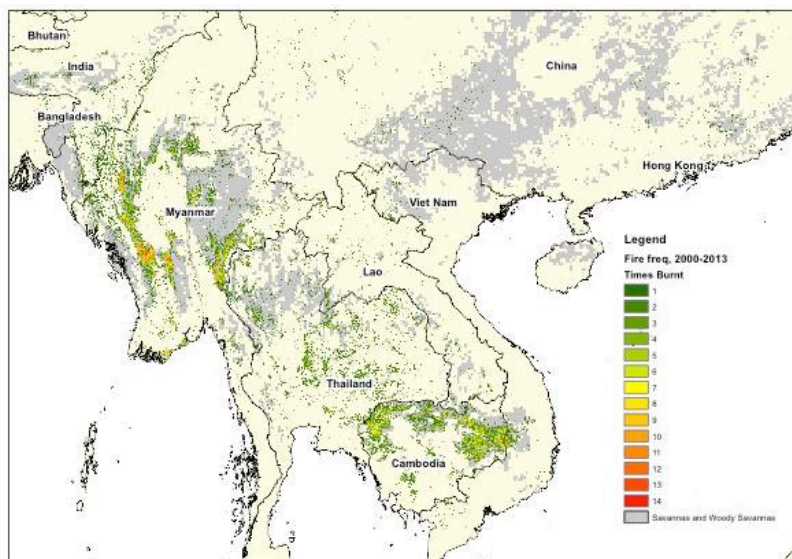 Bhutan
India
China
Bangladesh
Hong Kong
Viet Nam
Myanmar
Lao
Thailand
Cambodia
Legend
Fire freq, 2000-2013
Times Burnt
1
2
3
4
5
6
7
8
9
10
11
12
13
14
Savannas and Woody Savannas